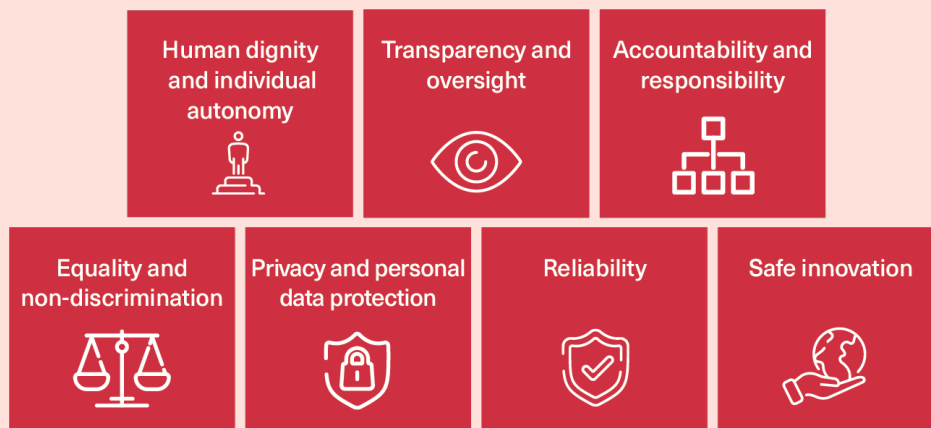 Human dignity
and individual
autonomy
Transparency and
oversight
Accountability and
responsibility
Equality and
non-discrimination
Privacy and personal
data protection
Reliability
Safe innovation